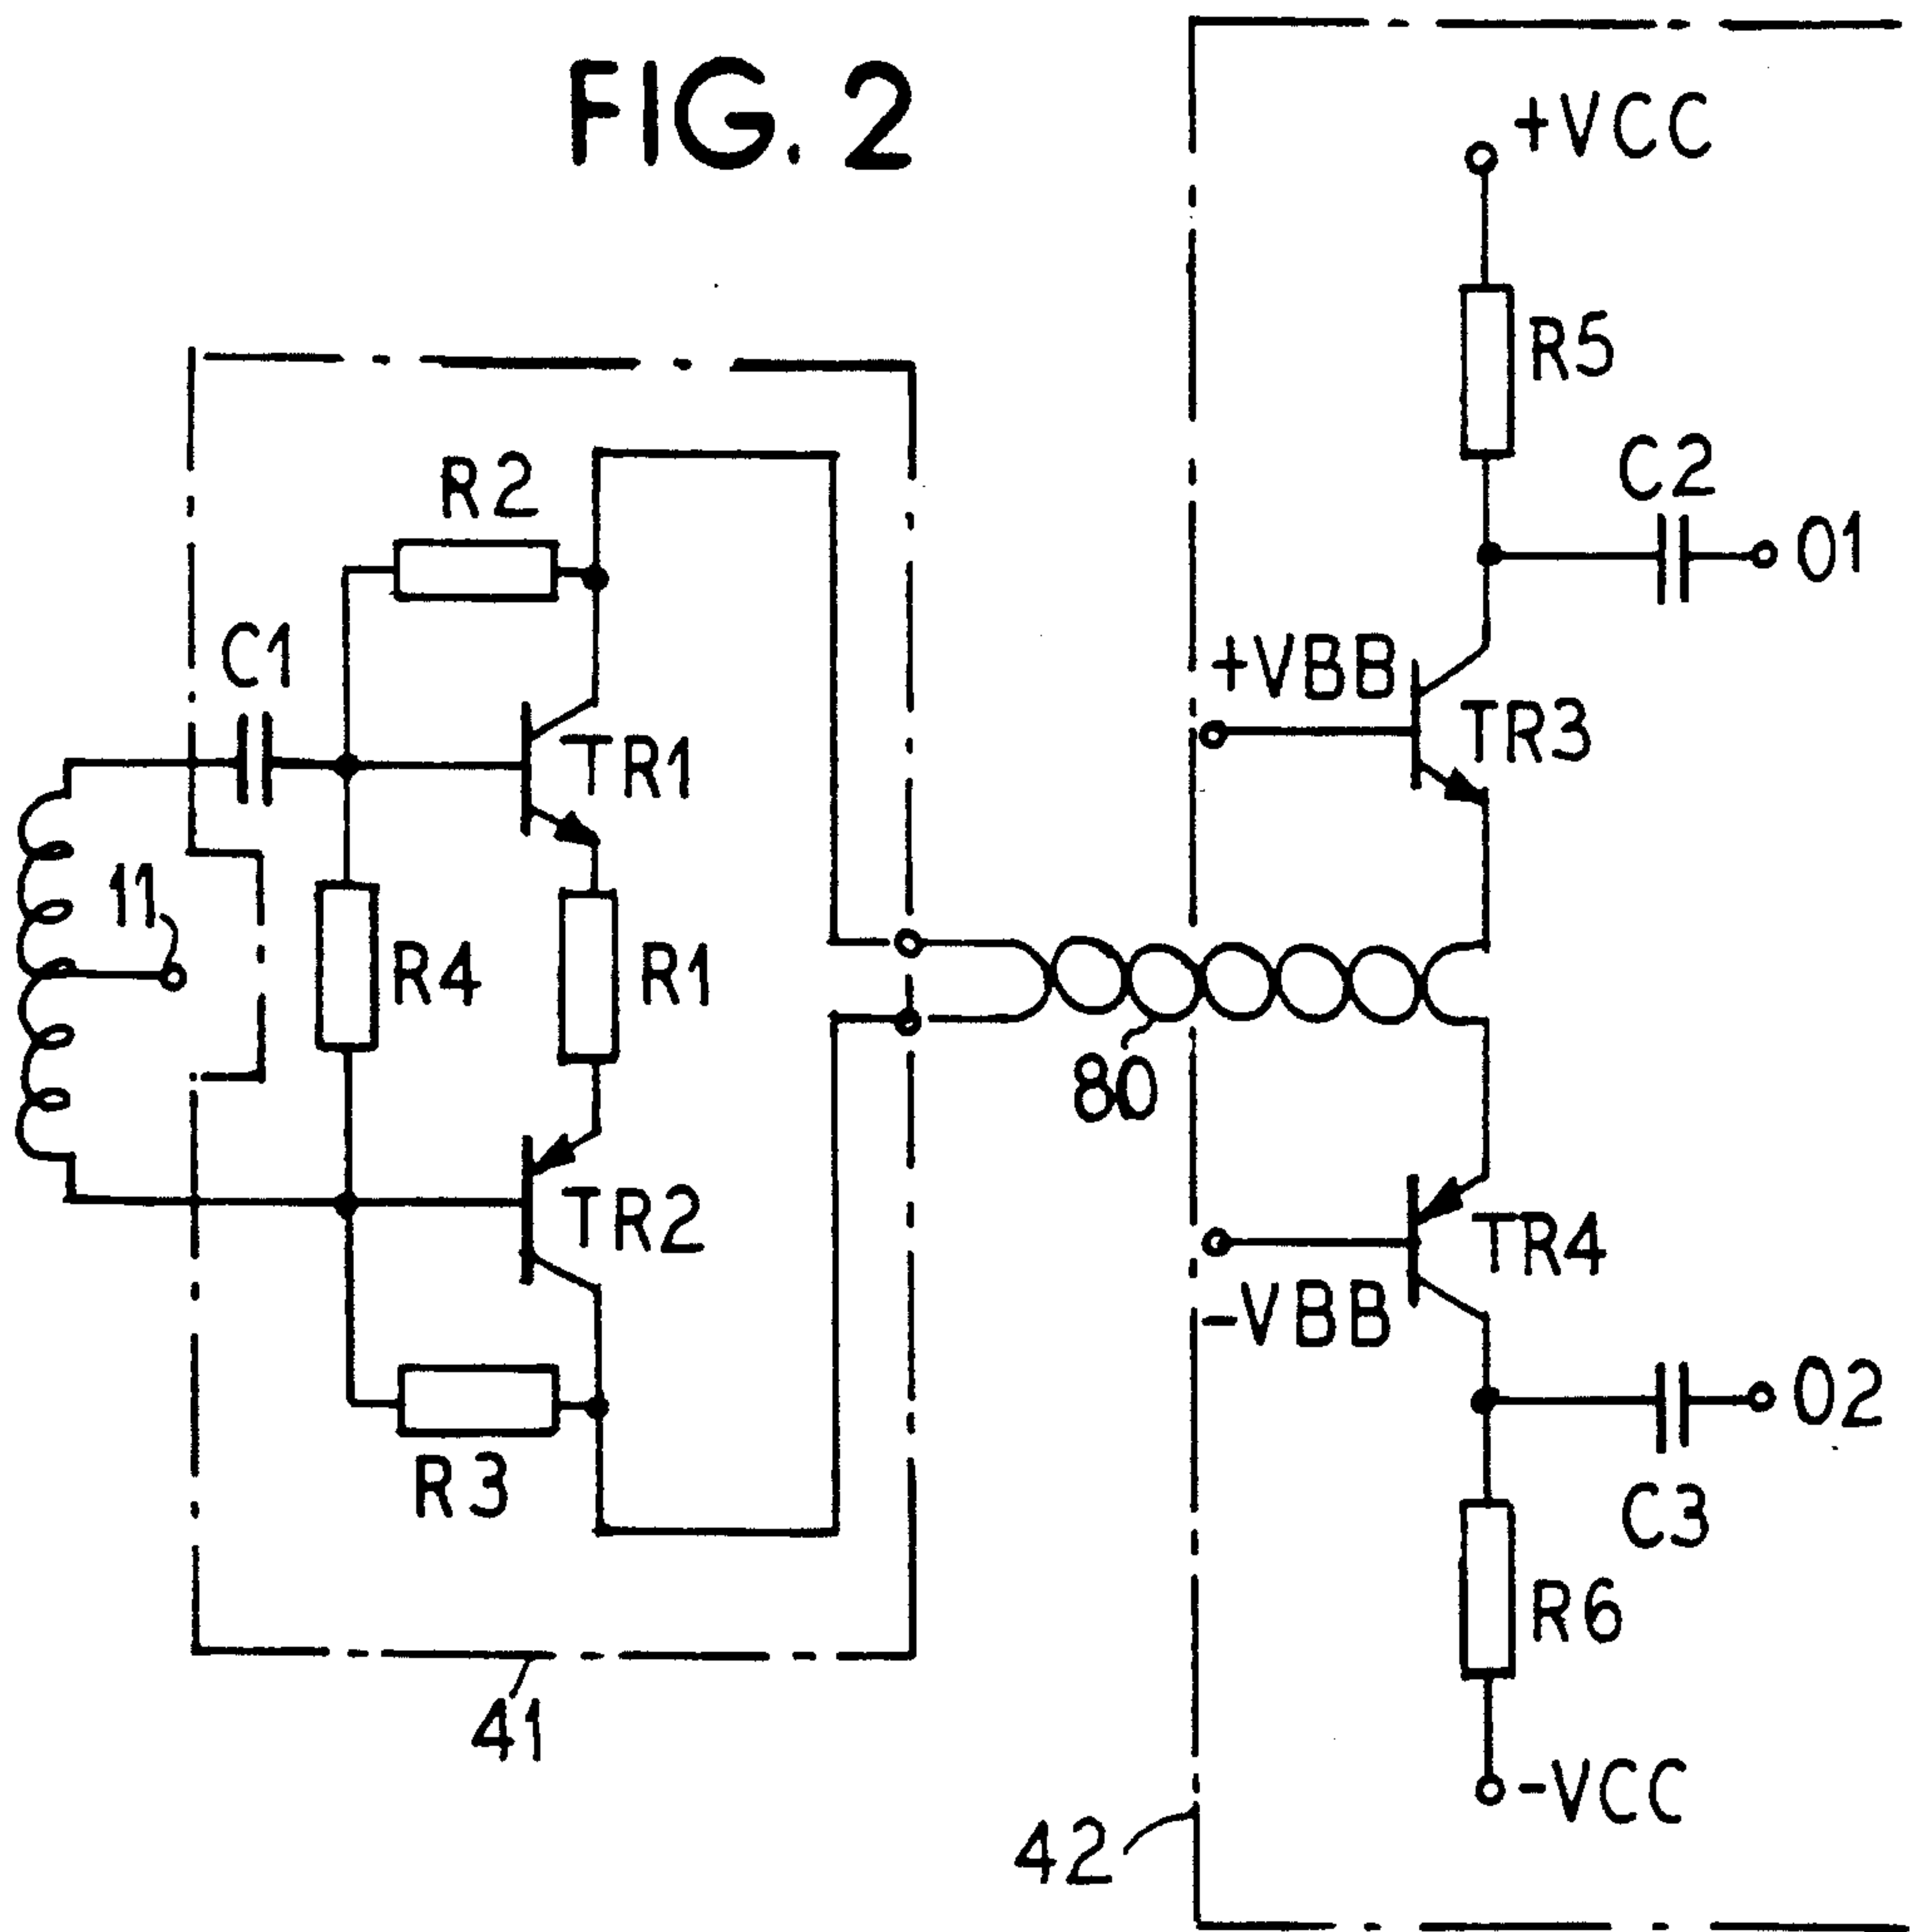 FIG. 2
+VCC
R5
C2
01
R2
C1
+VBB
TR3
TR1
11
R4
R1
80
TR2
TR4
-VBB
02
R3
C3
R6
41
-VCC
42